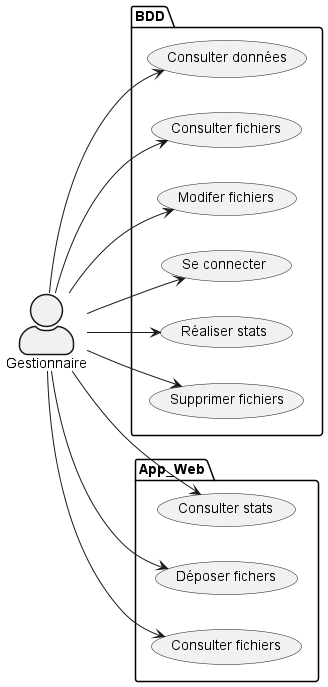 BDD
Consulter données
Consulter fichiers
Modifer fichiers
Se connecter
Réaliser stats
Gestionnaire
Supprimer fichiers
App_Web
Consulter stats
Déposer fichers
Consulter fichiers